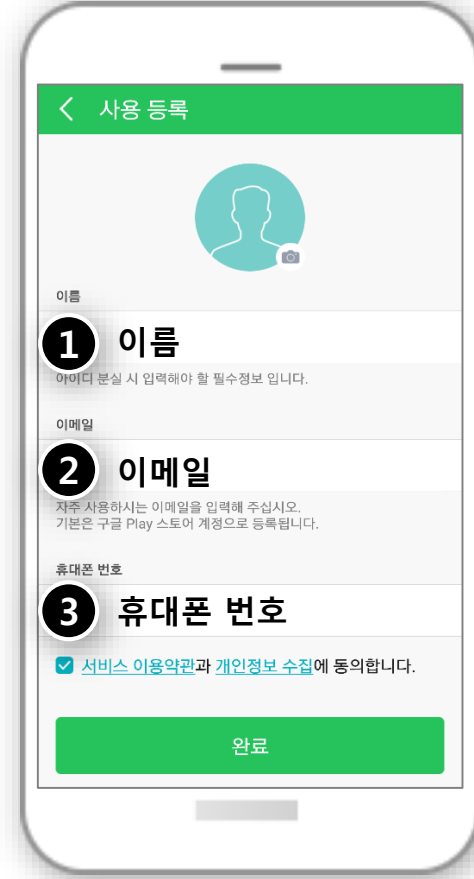 사용 등록
이름
1 이름
아이디 분실 시 입력해야 할 필수정보 입니다.
이메일
2 이메일
자주 사용하시는 이메일을 입력해 주십시오.
기본은 구글 Play 스토어 계정으로 등록됩니다.
휴대폰 번호
3 휴대폰 번호
서비스 이용약관과 개인정보 수집에 동의합니다.
완료